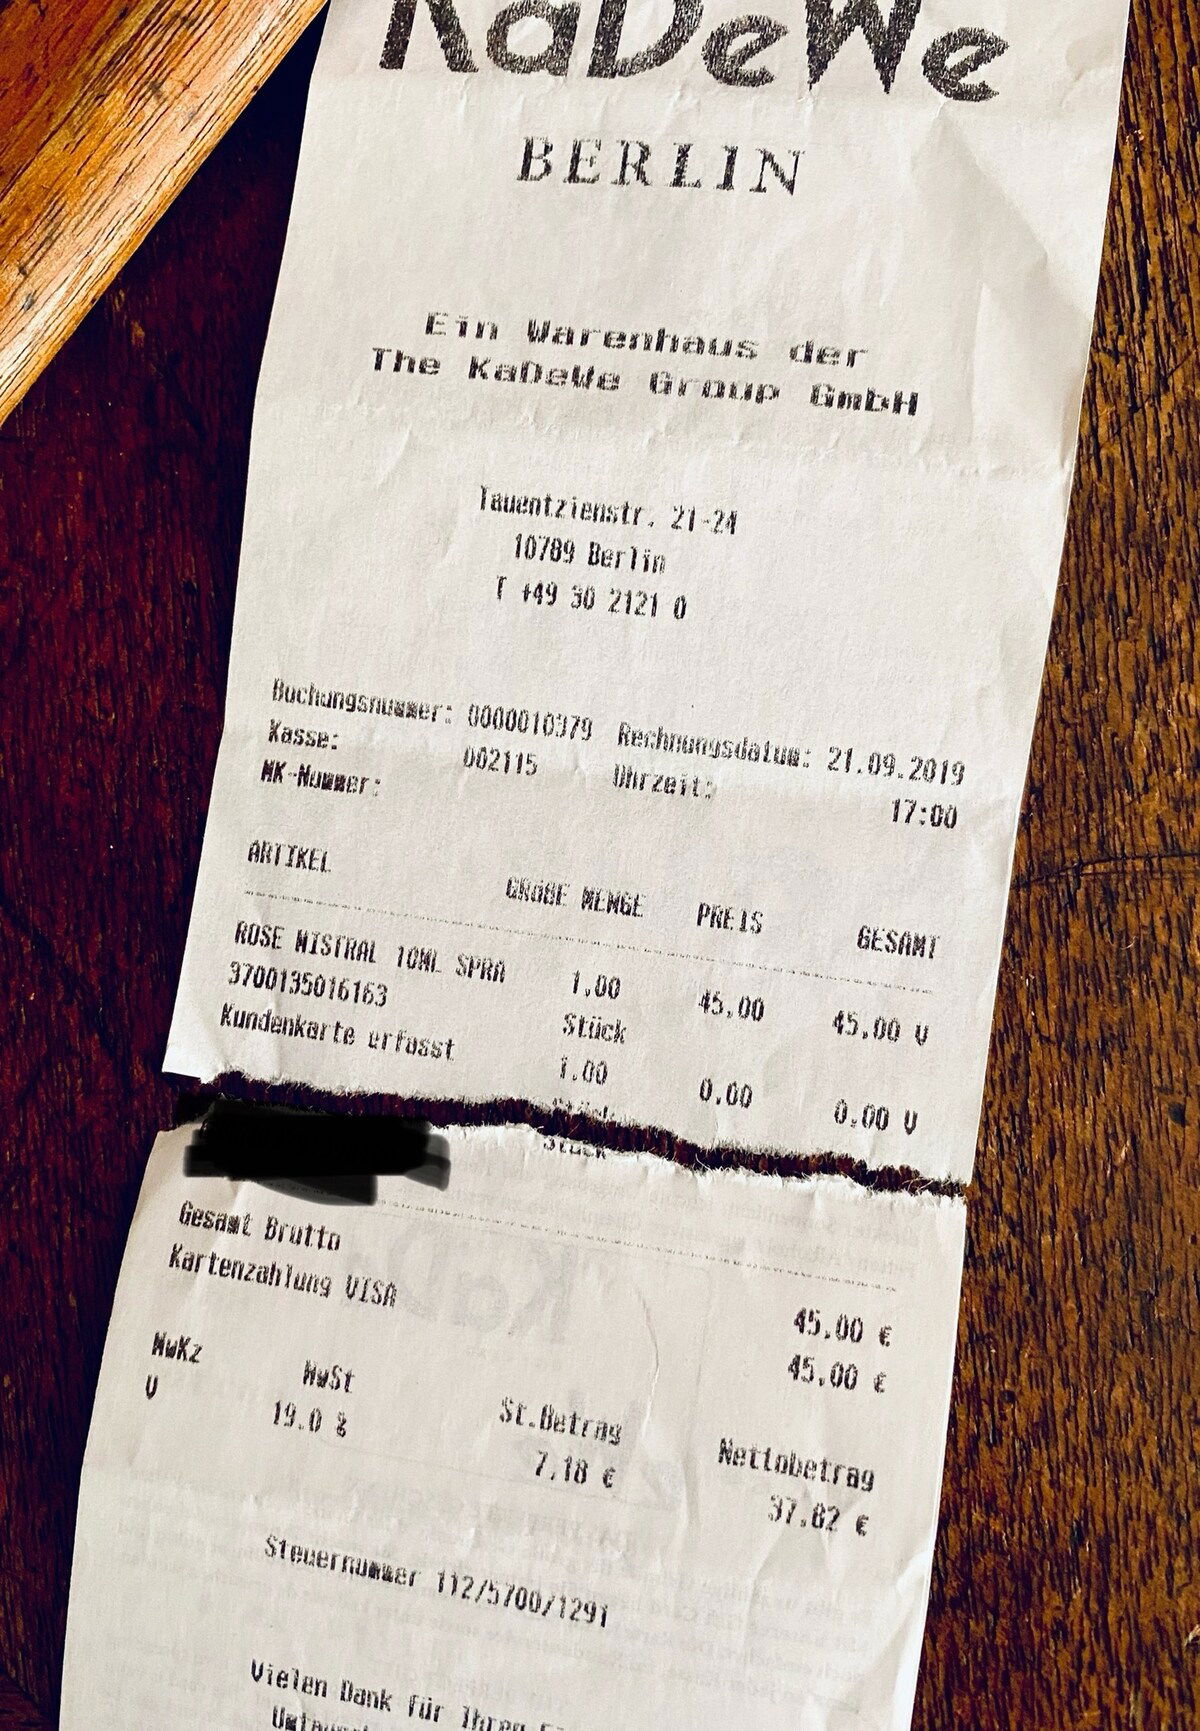 KaDeWe
BERLIN
Ein Warenhaus der
The KaDeWe Group GmbH
Tauentzienstr. 21-24
10789 Berlin
T +49 30 2121 0
Buchungsnummer: 0000010379 Rechnungsdatum: 21.09.2019
Kasse: 002115 Uhrzeit: 17:00
MK-Nummer:
ARTIKEL GRÖßE MENGE PREIS GESAMT
ROSE MISTRAL 10ML SPRA 1.00 45,00 45,00 V
3700135016163 Stück
Kundenkarte erfasst 1.00 0.00 0.00 V
Stück
Gesamt Brutto 45.00 €
Kartenzahlung VISA 45.00 €
MwKz MwSt St.Betrag Nettobetrag
V 19.0 % 7,18 € 37.82 €
Steuernummer 112/5700/1291
Vielen Dank für Ihren